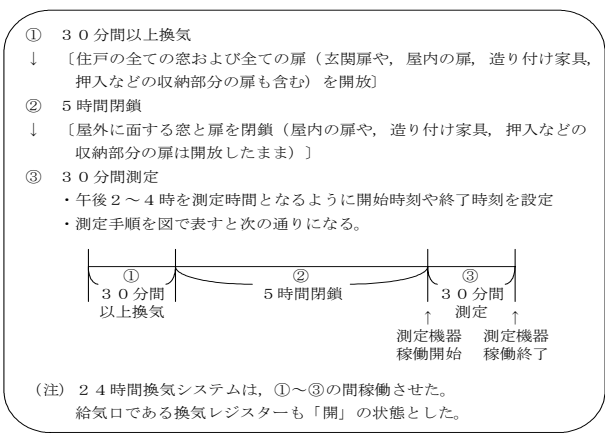 ① ３０分間以上換気
↓ 〔住戸の全ての窓および全ての扉（玄関扉や，屋内の扉，造り付け家具，
押入などの収納部分の扉も含む）を開放〕
② ５時間閉鎖
↓ 〔屋外に面する窓と扉を閉鎖（屋内の扉や，造り付け家具，押入などの
収納部分の扉は開放したまま）〕
③ ３０分間測定
・午後２～４時を測定時間となるように開始時刻や終了時刻を設定
・測定手順を図で表すと次の通りになる。
① ② ③
３０分間 ５時間閉鎖 ３０分間
以上換気 測定
↑ ↑
測定機器 測定機器
稼働開始 稼働終了
（注）２４時間換気システムは，①～③の間稼働させた。
給気口である換気レジスターも「開」の状態とした。